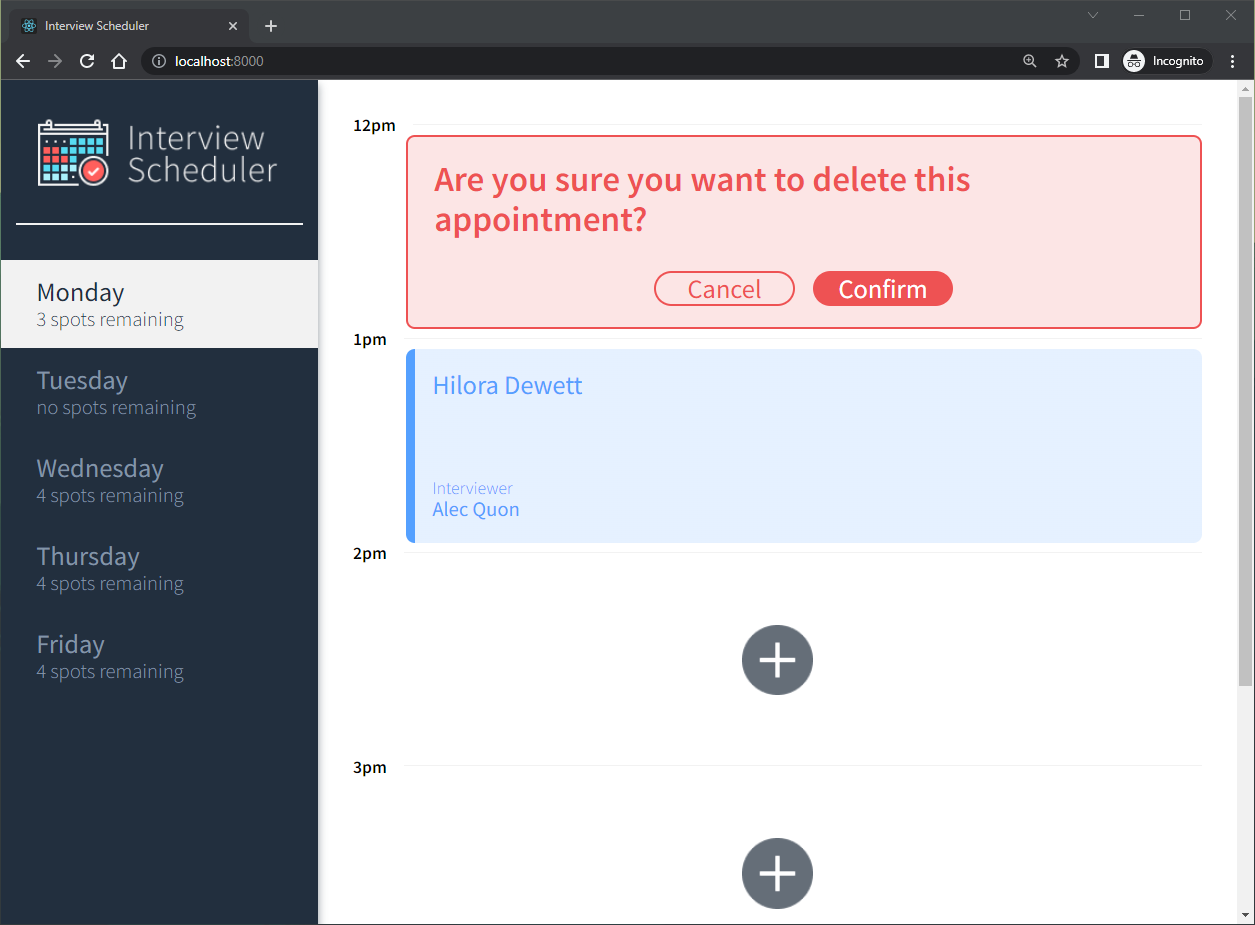 Interview Scheduler
localhost:8000
Incognito
Interview
Scheduler
Monday
3 spots remaining
Tuesday
no spots remaining
Wednesday
4 spots remaining
Thursday
4 spots remaining
Friday
4 spots remaining
12pm
Are you sure you want to delete this
appointment?
Cancel Confirm
1pm
Hilora Dewett
Interviewer
Alec Quon
2pm
3pm